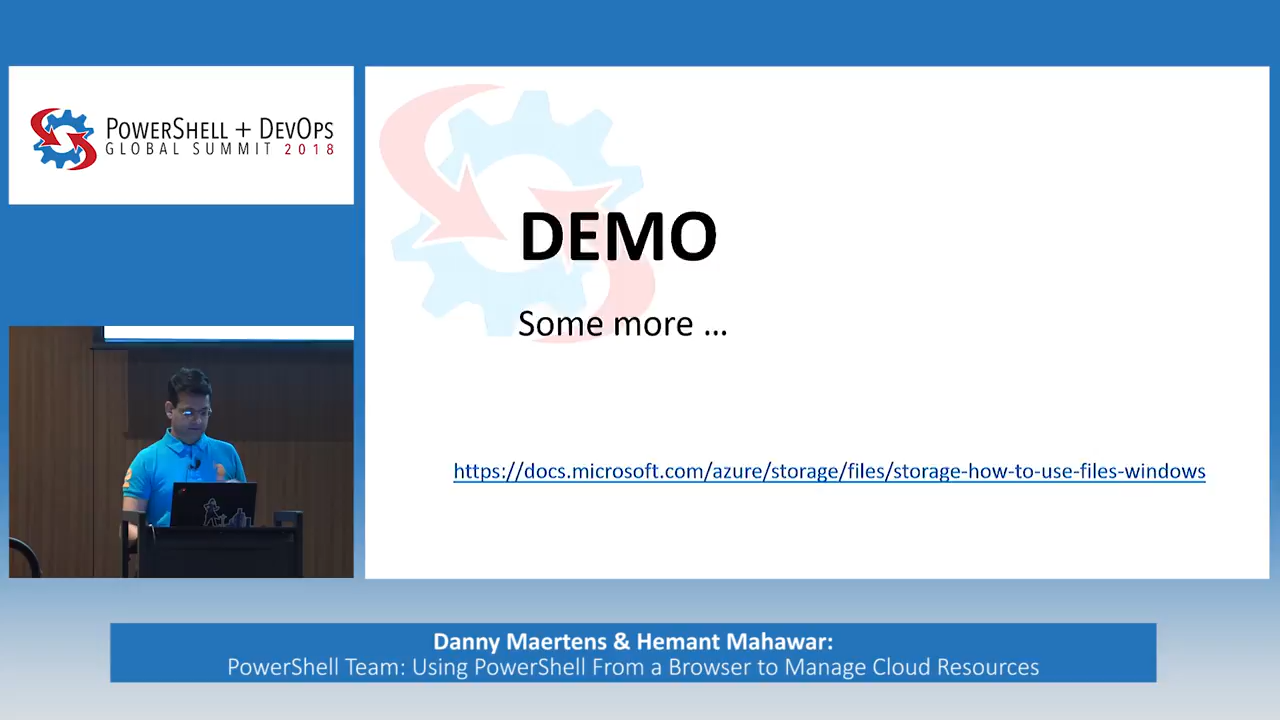 POWERSHELL + DEVOPS
GLOBAL SUMMIT 2018
DEMO
Some more ...
https://docs.microsoft.com/azure/storage/files/storage-how-to-use-files-windows
Danny Maertens & Hemant Mahawar:
PowerShell Team: Using PowerShell From a Browser to Manage Cloud Resources